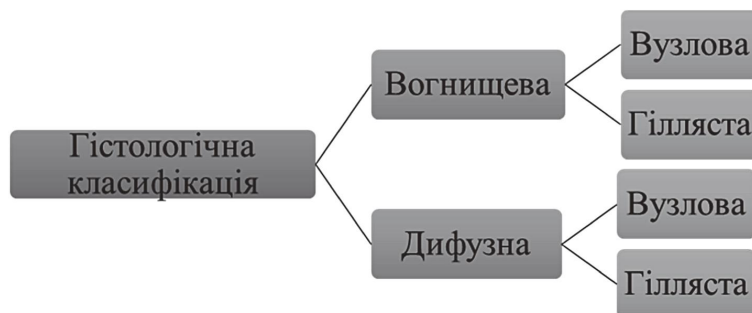 Гістологічна
класифікація
Вогнищева
Вузлова
Гілляста
Дифузна
Вузлова
Гілляста